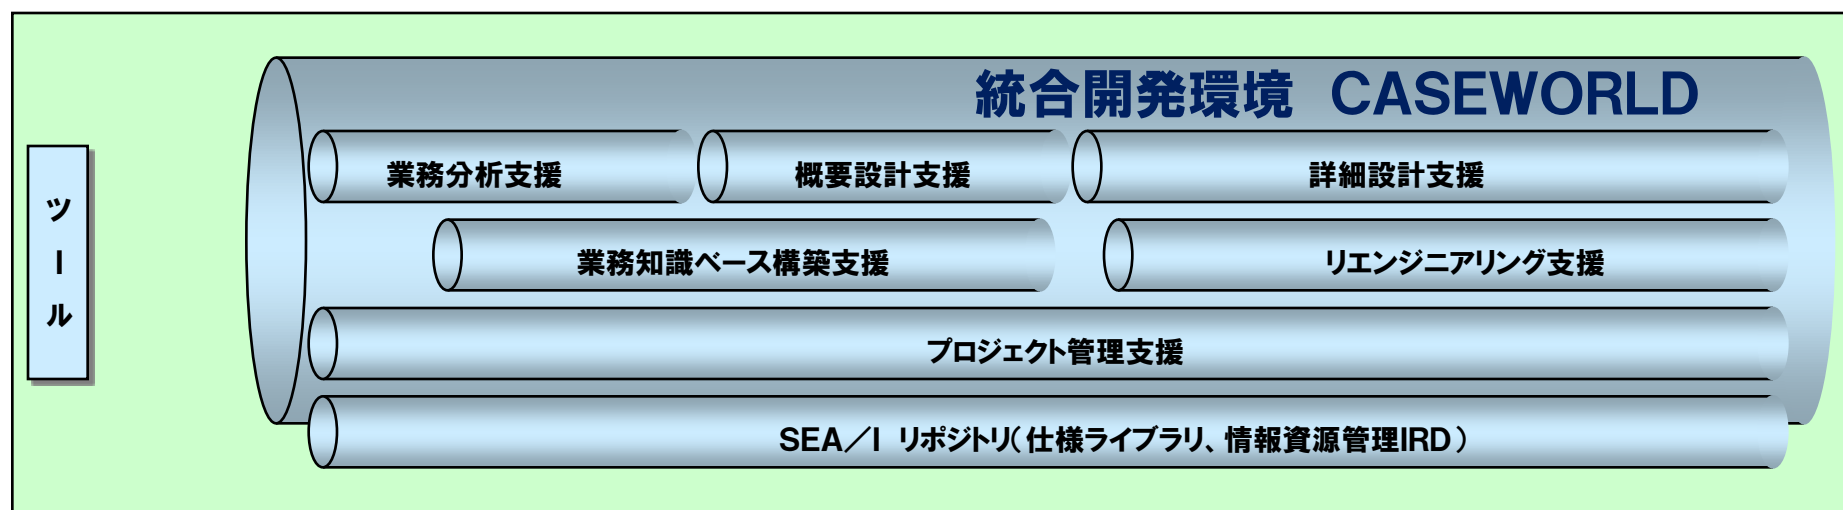 統合開発環境 CASEWORLD
業務分析支援
概要設計支援
詳細設計支援
ツール
業務知識ベース構築支援
リエンジニアリング支援
プロジェクト管理支援
SEA／I リポジトリ(仕様ライブラリ、情報資源管理IRD)